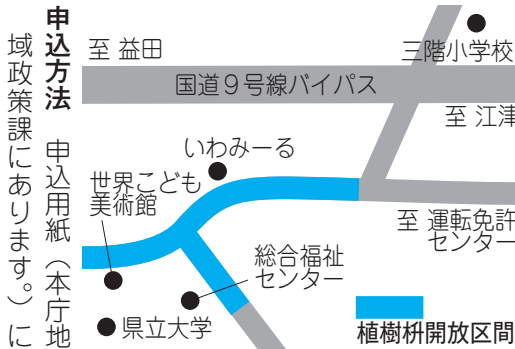 申込方法　申込用紙（本庁地
域政策課にあります。）に
至 益田
三階小学校
国道９号線バイパス
至 江津
いわみーる
世界こども
美術館
至 運転免許
センター
総合福祉
センター
県立大学
植樹枡開放区間